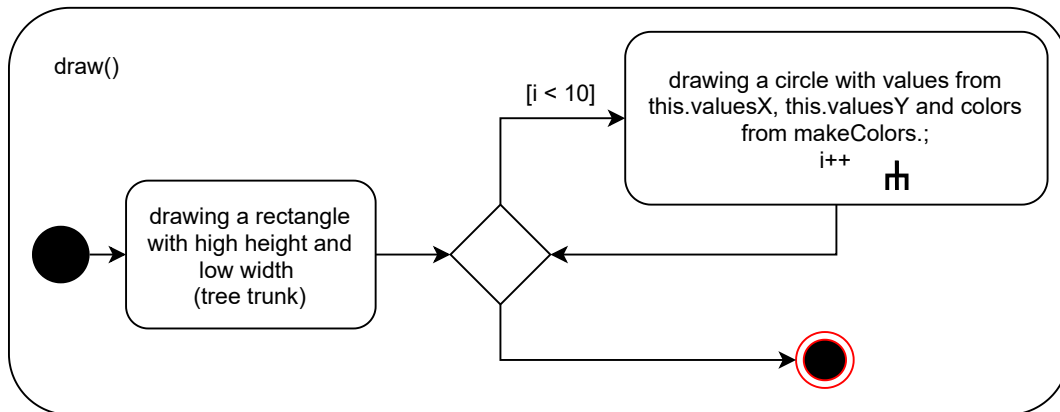 draw()
drawing a rectangle
with high height and
low width
(tree trunk)
[i < 10]
drawing a circle with values from
this.valuesX, this.valuesY and colors
from makeColors.;
i++